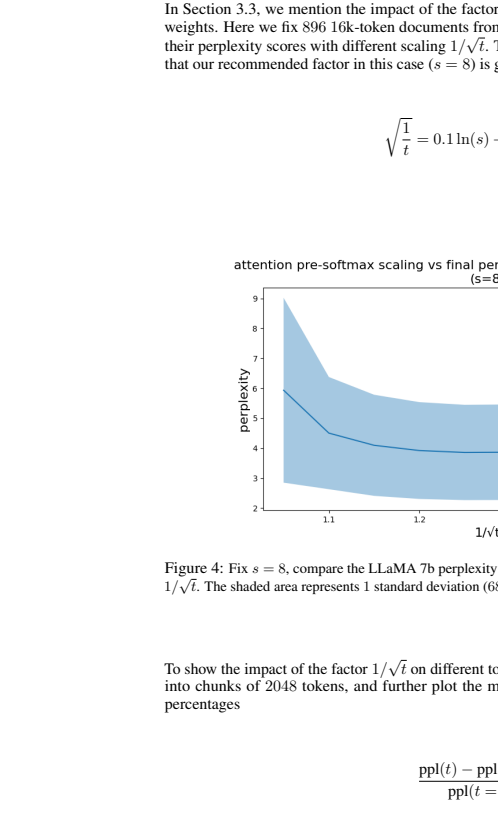 In Section 3.3, we mention the impact of the factor
weights. Here we fix 896 16k-token documents from
their perplexity scores with different scaling 1/√t. T
that our recommended factor in this case (s = 8) is g
√(1/t) = 0.1 ln(s) +
attention pre-softmax scaling vs final per
(s=8
9
8
7
6
5
4
3
2
perplexity
1.1 1.2
1/√t
Figure 4: Fix s = 8, compare the LLaMA 7b perplexity
1/√t. The shaded area represents 1 standard deviation (68
To show the impact of the factor 1/√t on different to
into chunks of 2048 tokens, and further plot the m
percentages
ppl(t) − ppl
ppl(t =